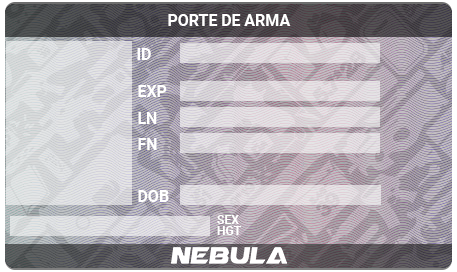 PORTE DE ARMA
ID
EXP
LN
FN
DOB
SEX
HGT
NEBULA